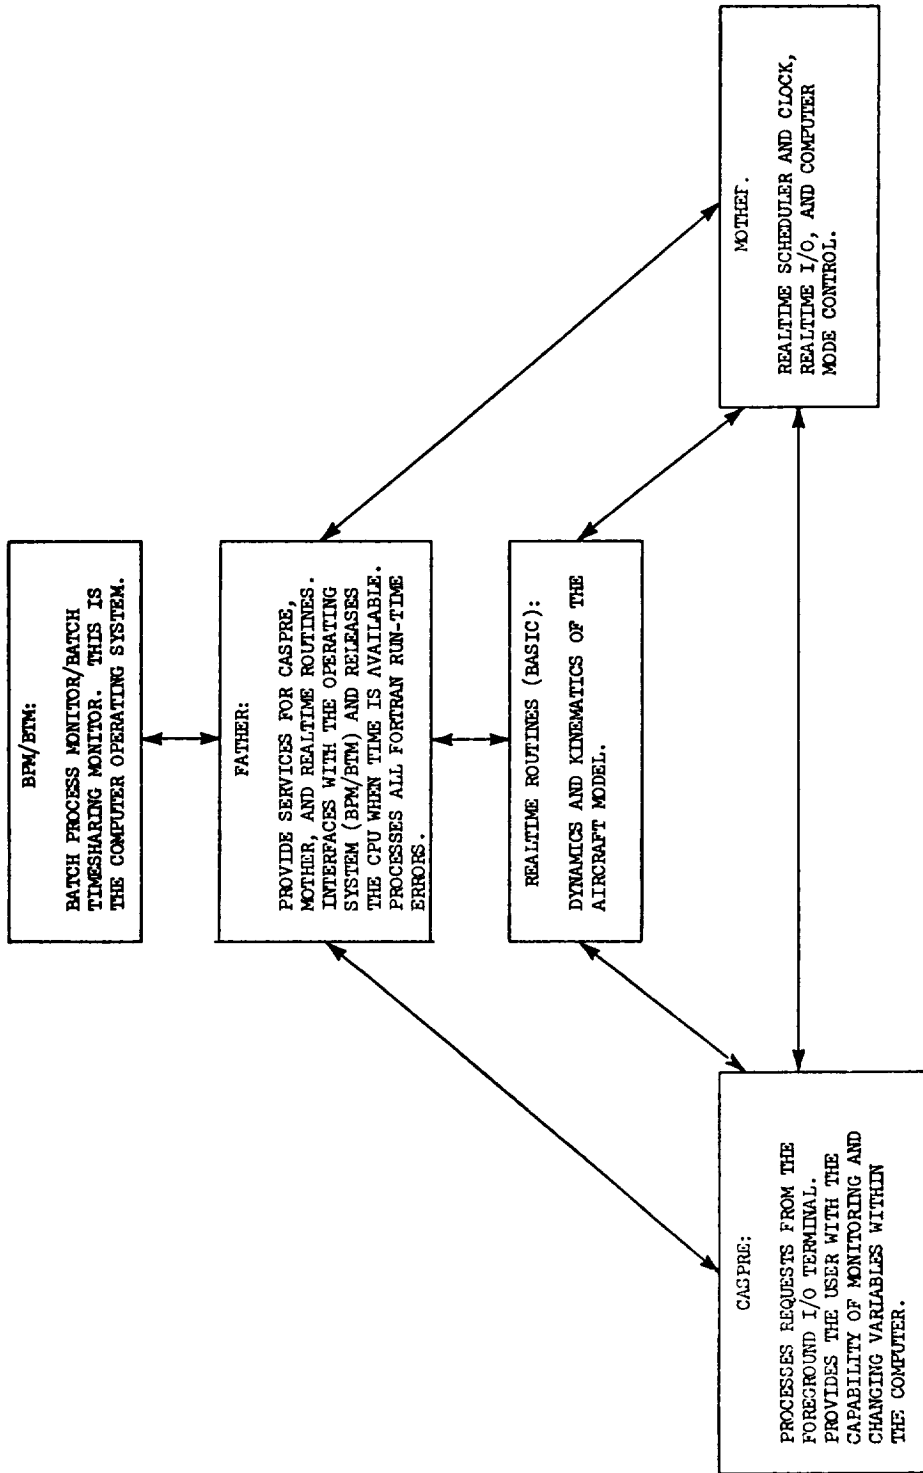 BPM/BTM:
BATCH PROCESS MONITOR/BATCH
TIMESHARING MONITOR. THIS IS
THE COMPUTER OPERATING SYSTEM.
FATHER:
PROVIDE SERVICES FOR CASPRE,
MOTHER, AND REALTIME ROUTINES.
INTERFACES WITH THE OPERATING
SYSTEM (BPM/BTM) AND RELEASES
THE CPU WHEN TIME IS AVAILABLE.
PROCESSES ALL FORTRAN RUN-TIME
ERRORS.
REALTIME ROUTINES (BASIC):
DYNAMICS AND KINEMATICS OF THE
AIRCRAFT MODEL.
CASPRE:
PROCESSES REQUESTS FROM THE
FOREGROUND I/O TERMINAL.
PROVIDES THE USER WITH THE
CAPABILITY OF MONITORING AND
CHANGING VARIABLES WITHIN
THE COMPUTER.
MOTHER:
REALTIME SCHEDULER AND CLOCK,
REALTIME I/O, AND COMPUTER
MODE CONTROL.